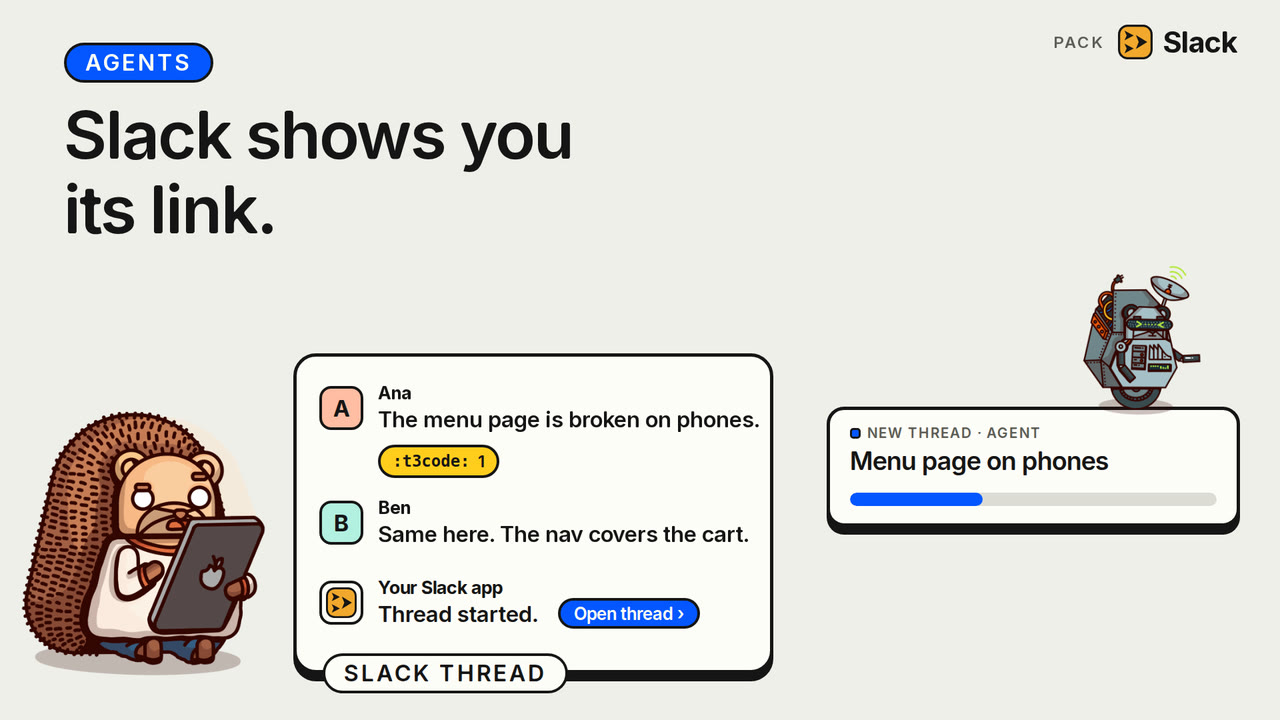 AGENTS
PACK Slack
Slack shows you
its link.
A
Ana
The menu page is broken on phones.
:t3code: 1
B
Ben
Same here. The nav covers the cart.
Your Slack app
Thread started.
Open thread ›
SLACK THREAD
NEW THREAD · AGENT
Menu page on phones